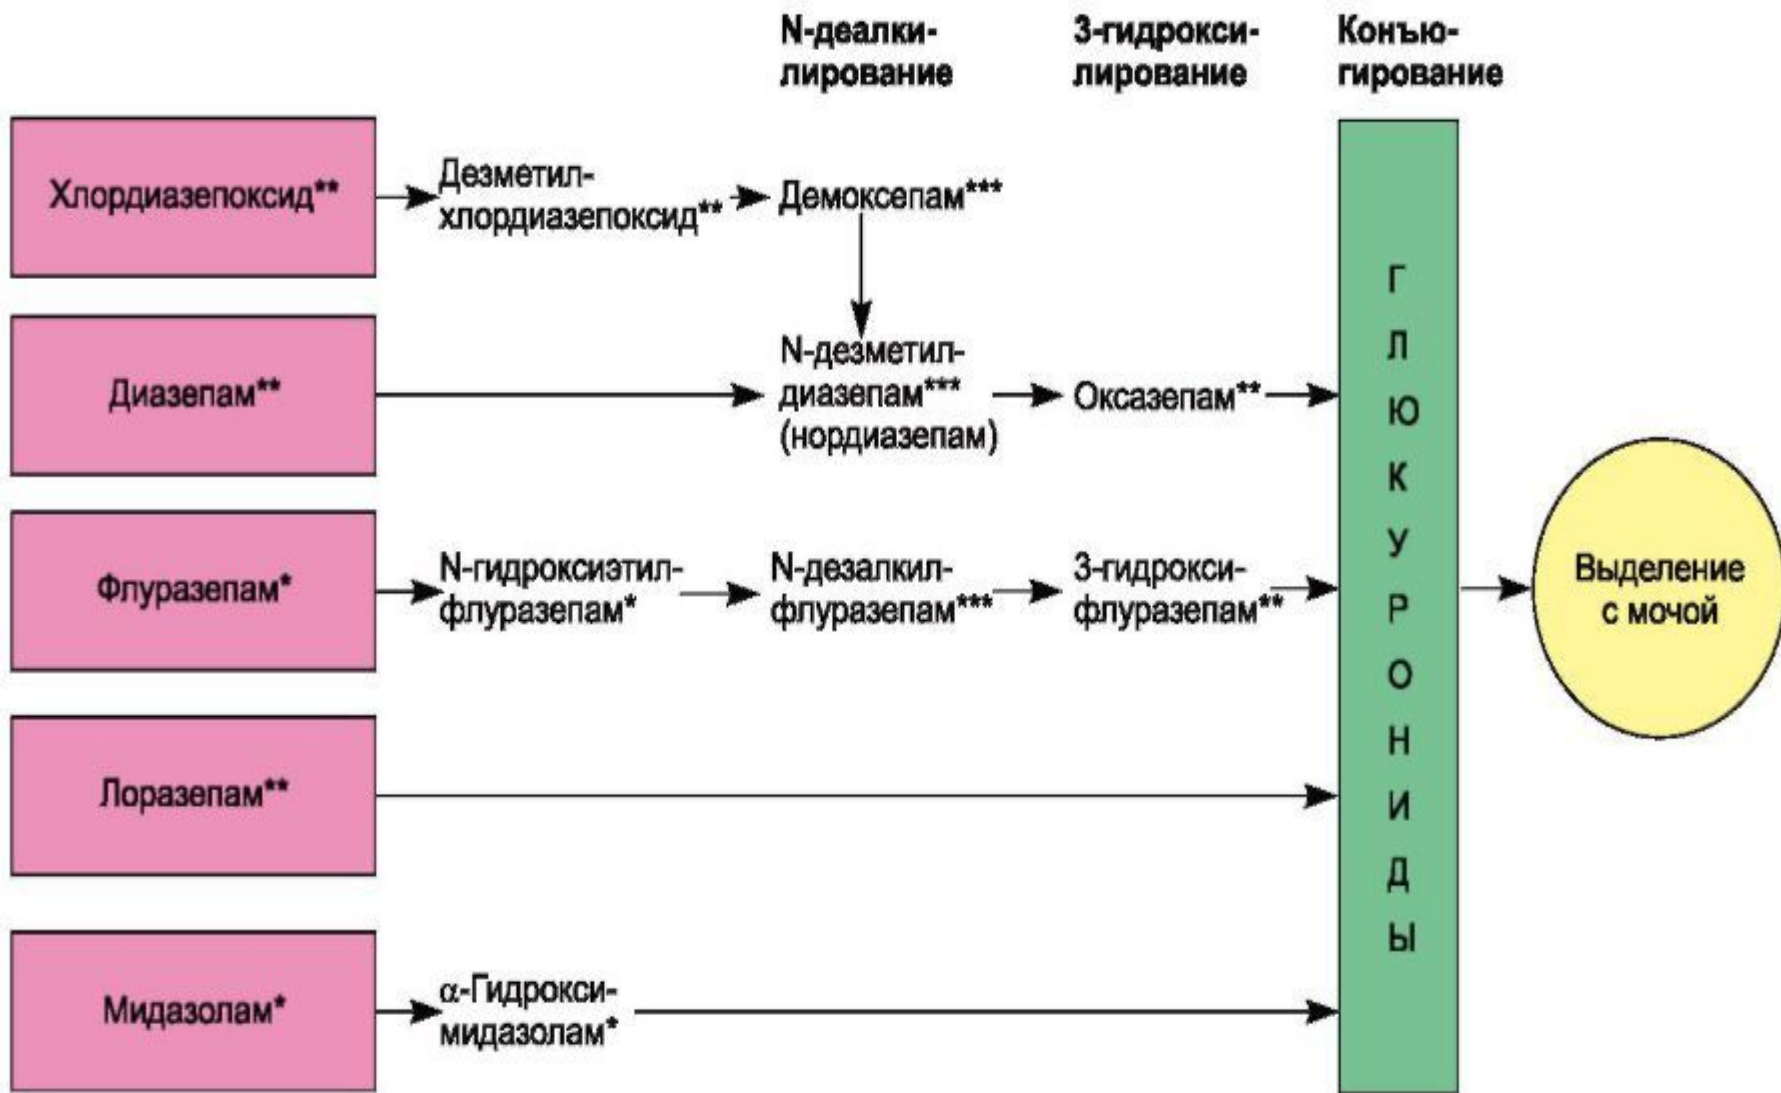 N-деалки-
лирование
3-гидрокси-
лирование
Конъю-
гирование
Хлордиазепоксид**
Дезметил-
хлордиазепоксид**
Демоксепам***
Диазепам**
N-дезметил-
диазепам***
(нордиазепам)
Оксазепам**
Флуразепам*
N-гидроксиэтил-
флуразепам*
N-дезалкил-
флуразепам***
3-гидрокси-
флуразепам**
Лоразепам**
Мидазолам*
α-Гидрокси-
мидазолам*
Г
Л
Ю
К
У
Р
О
Н
И
Д
Ы
Выделение
с мочой